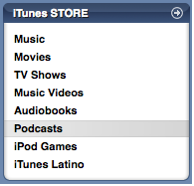 iTunes STORE
Music
Movies
TV Shows
Music Videos
Audiobooks
Podcasts
iPod Games
iTunes Latino